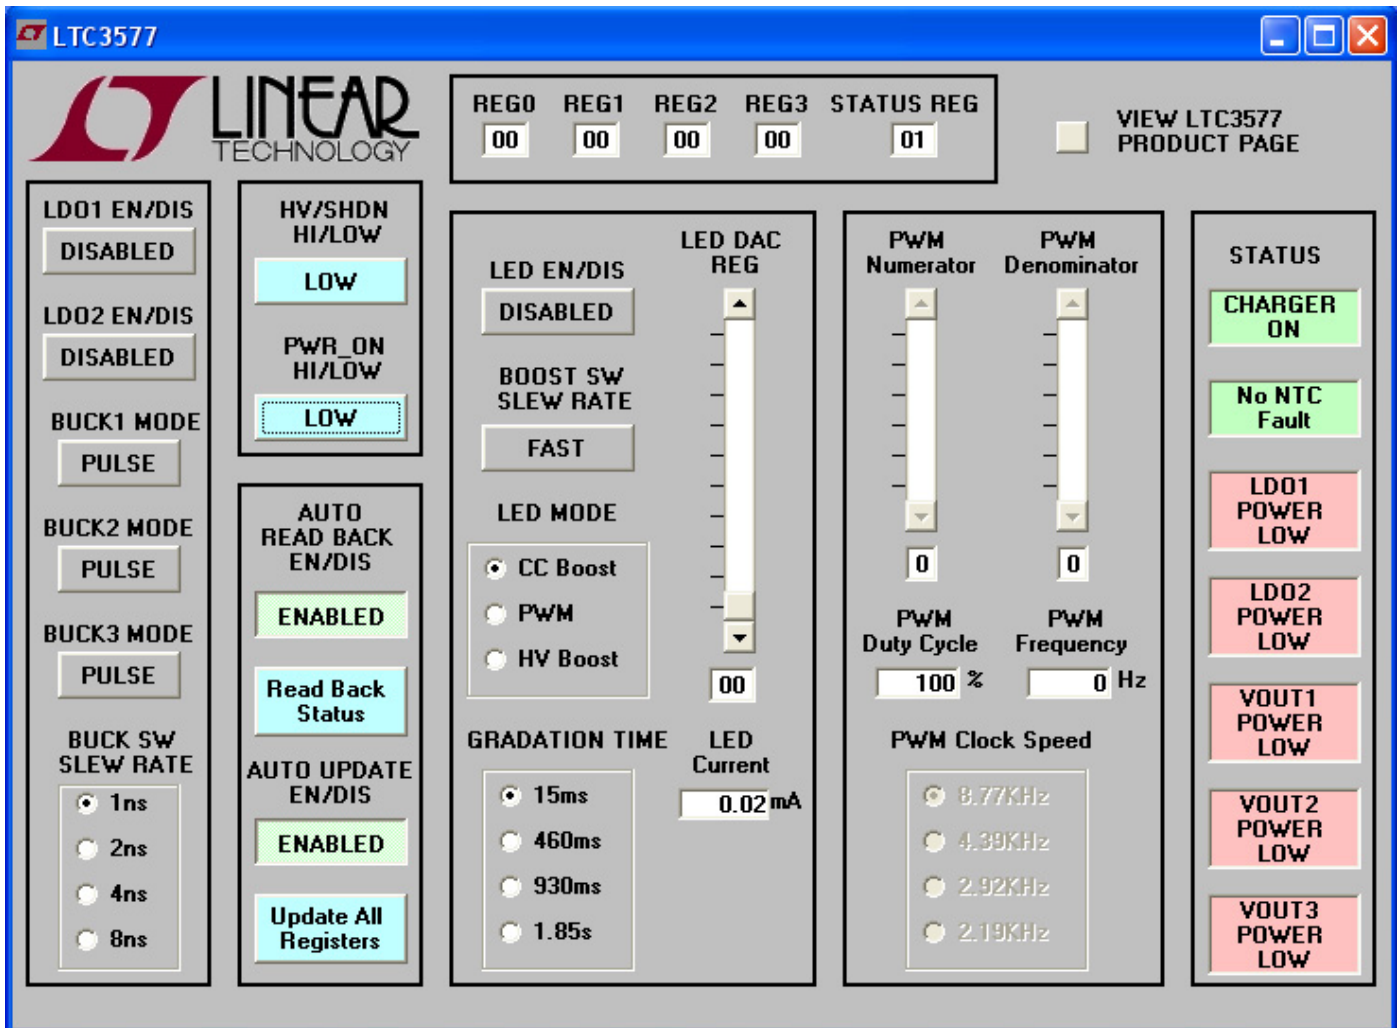 LTC3577
LINEAR
TECHNOLOGY
REG0 REG1 REG2 REG3 STATUS REG
00 00 00 00 01
VIEW LTC3577
PRODUCT PAGE
LDO1 EN/DIS
DISABLED
LDO2 EN/DIS
DISABLED
BUCK1 MODE
PULSE
BUCK2 MODE
PULSE
BUCK3 MODE
PULSE
BUCK SW
SLEW RATE
1ns
2ns
4ns
8ns
HV/SHDN
HI/LOW
LOW
PWR_ON
HI/LOW
LOW
AUTO
READ BACK
EN/DIS
ENABLED
Read Back
Status
AUTO UPDATE
EN/DIS
ENABLED
Update All
Registers
LED EN/DIS
DISABLED
BOOST SW
SLEW RATE
FAST
LED MODE
CC Boost
PWM
HV Boost
GRADATION TIME
15ms
460ms
930ms
1.85s
LED DAC
REG
00
LED
Current
0.02 mA
PWM
Numerator
0
PWM
Denominator
0
PWM
Duty Cycle
100 %
PWM
Frequency
0 Hz
PWM Clock Speed
8.77KHz
4.39KHz
2.92KHz
2.19KHz
STATUS
CHARGER
ON
No NTC
Fault
LDO1
POWER
LOW
LDO2
POWER
LOW
VOUT1
POWER
LOW
VOUT2
POWER
LOW
VOUT3
POWER
LOW